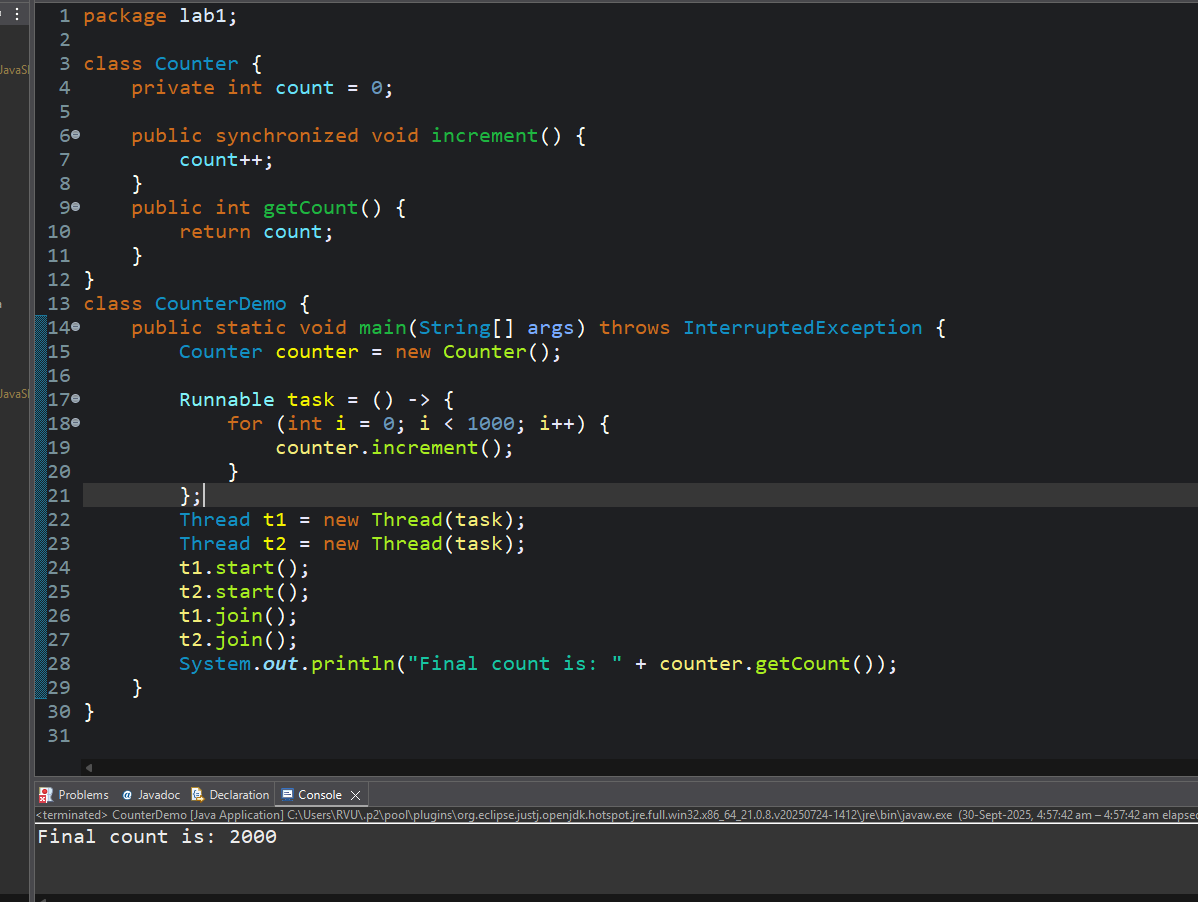 JavaS
JavaS
1 package lab1;
2
3 class Counter {
4     private int count = 0;
5
6     public synchronized void increment() {
7         count++;
8     }
9     public int getCount() {
10         return count;
11     }
12 }
13 class CounterDemo {
14     public static void main(String[] args) throws InterruptedException {
15         Counter counter = new Counter();
16
17         Runnable task = () -> {
18             for (int i = 0; i < 1000; i++) {
19                 counter.increment();
20             }
21         };
22         Thread t1 = new Thread(task);
23         Thread t2 = new Thread(task);
24         t1.start();
25         t2.start();
26         t1.join();
27         t2.join();
28         System.out.println("Final count is: " + counter.getCount());
29     }
30 }
31
Problems @ Javadoc Declaration Console
<terminated> CounterDemo [Java Application] C:\Users\RVU\.p2\pool\plugins\org.eclipse.justj.openjdk.hotspot.jre.full.win32.x86_64_21.0.8.v20250724-1412\jre\bin\javaw.exe (30-Sept-2025, 4:57:42 am – 4:57:42 am elapsed
Final count is: 2000